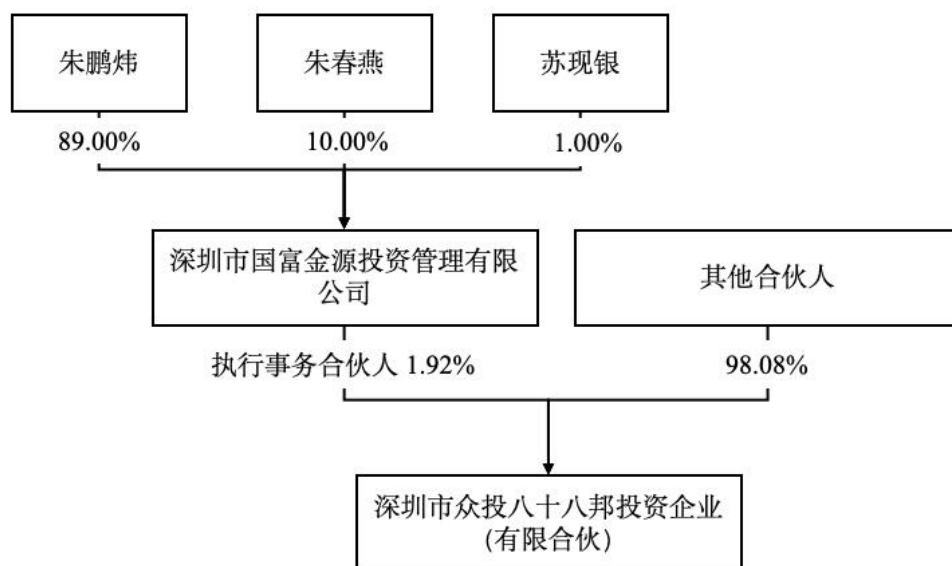 朱鹏炜
朱春燕
苏现银
89.00%
10.00%
1.00%
深圳市国富金源投资管理有限
公司
其他合伙人
执行事务合伙人 1.92%
98.08%
深圳市众投八十八邦投资企业
(有限合伙)